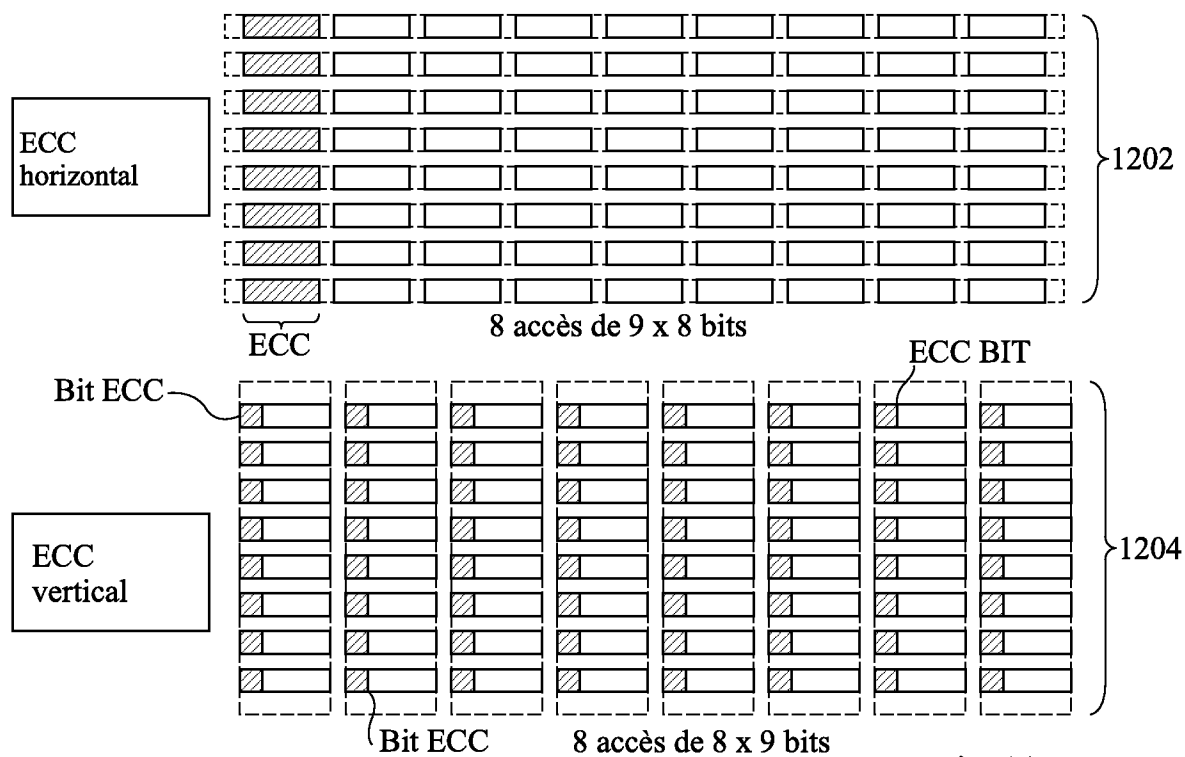 ECC
horizontal
1202
ECC
8 accès de 9 x 8 bits
Bit ECC
ECC BIT
ECC
vertical
1204
Bit ECC
8 accès de 8 x 9 bits